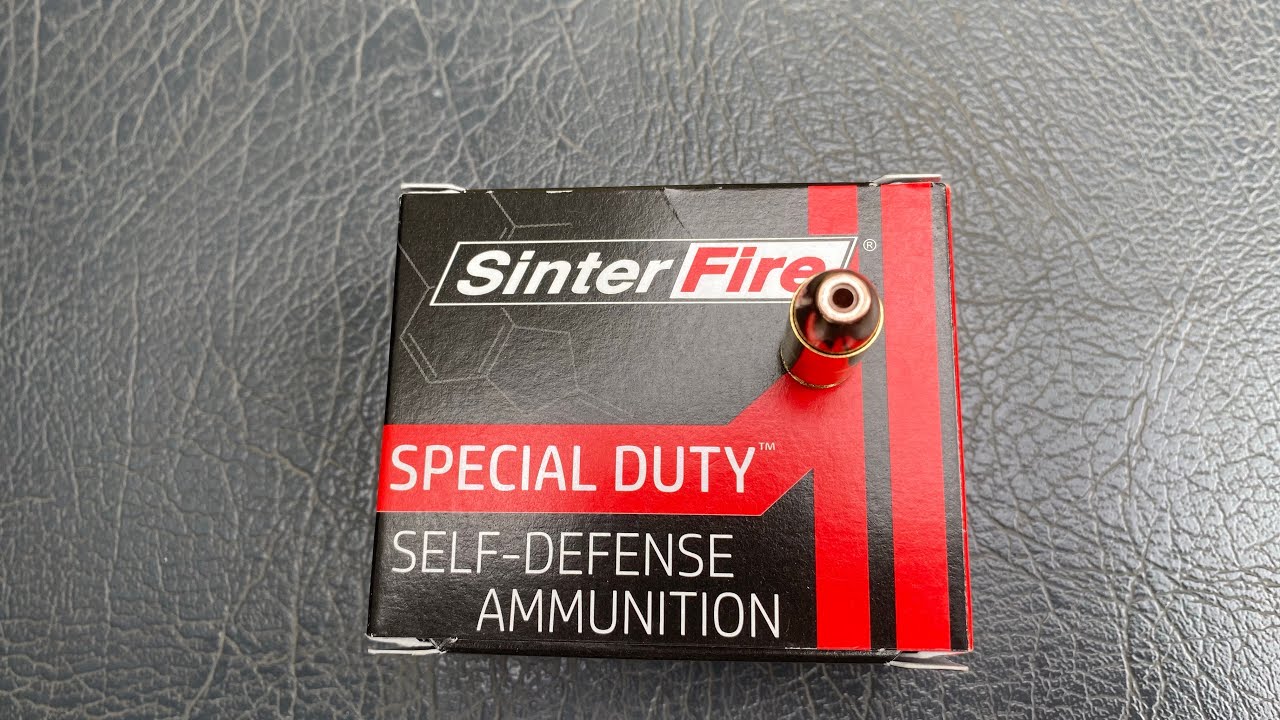 SinterFire®
SPECIAL DUTY™
SELF-DEFENSE
AMMUNITION